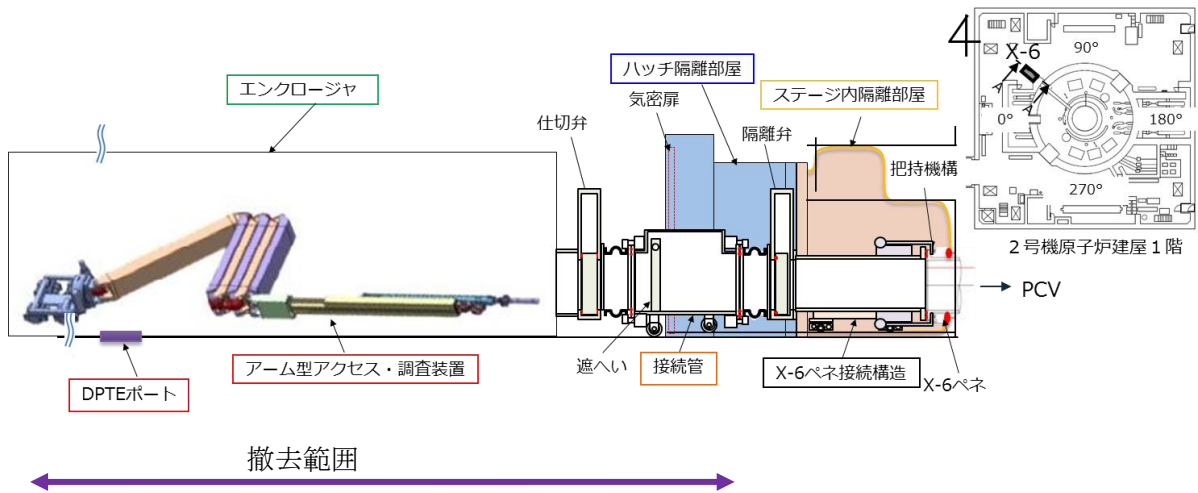 エンクロージャ
ハッチ隔離部屋
気密扉
ステージ内隔離部屋
仕切弁
隔離弁
把持機構
4
X-6
A
A
90°
0°
180°
270°
2号機原子炉建屋1階
PCV
DPTEポート
アーム型アクセス・調査装置
遮へい
接続管
X-6ペネ接続構造
X-6ペネ
撤去範囲